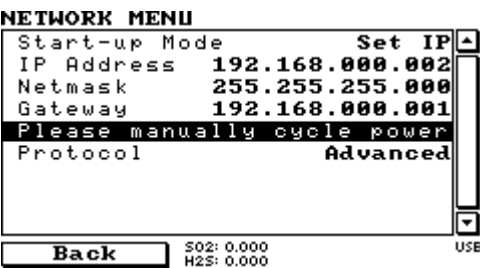 NETWORK MENU
Start-up Mode Set IP
IP Address 192.168.000.002
Netmask 255.255.255.000
Gateway 192.168.000.001
Please manually cycle power
Protocol Advanced
Back
SO2: 0.000
H2S: 0.000
USB